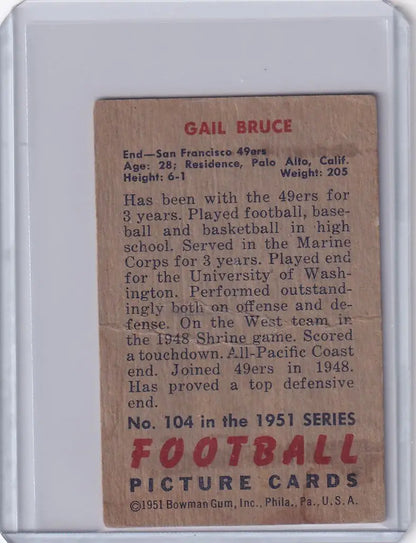 GAIL BRUCE
End—San Francisco 49ers
Age: 28; Residence, Palo Alto, Calif.
Height: 6-1 Weight: 205
Has been with the 49ers for
3 years. Played football, base-
ball and basketball in high
school. Served in the Marine
Corps for 3 years. Played end
for the University of Wash-
ington. Performed outstand-
ingly both on offense and de-
fense. On the West team in
the 1948 Shrine game. Scored
a touchdown. All-Pacific Coast
end. Joined 49ers in 1948.
Has proved a top defensive
end.
No. 104 in the 1951 SERIES
FOOTBALL
PICTURE CARDS
©1951 Bowman Gum, Inc., Phila., Pa., U.S.A.